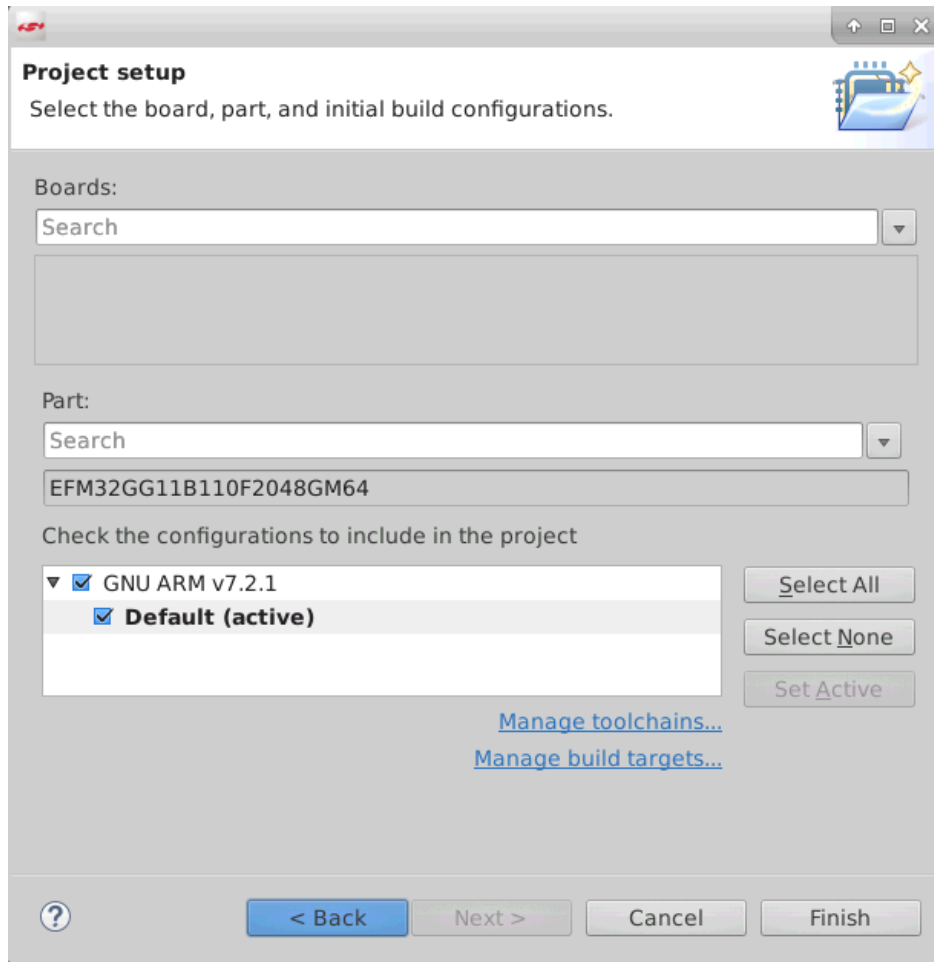 Project setup
Select the board, part, and initial build configurations.
Boards:
Search
Part:
Search
EFM32GG11B110F2048GM64
Check the configurations to include in the project
GNU ARM v7.2.1
Default (active)
Select All
Select None
Set Active
Manage toolchains...
Manage build targets...
?
< Back
Next >
Cancel
Finish